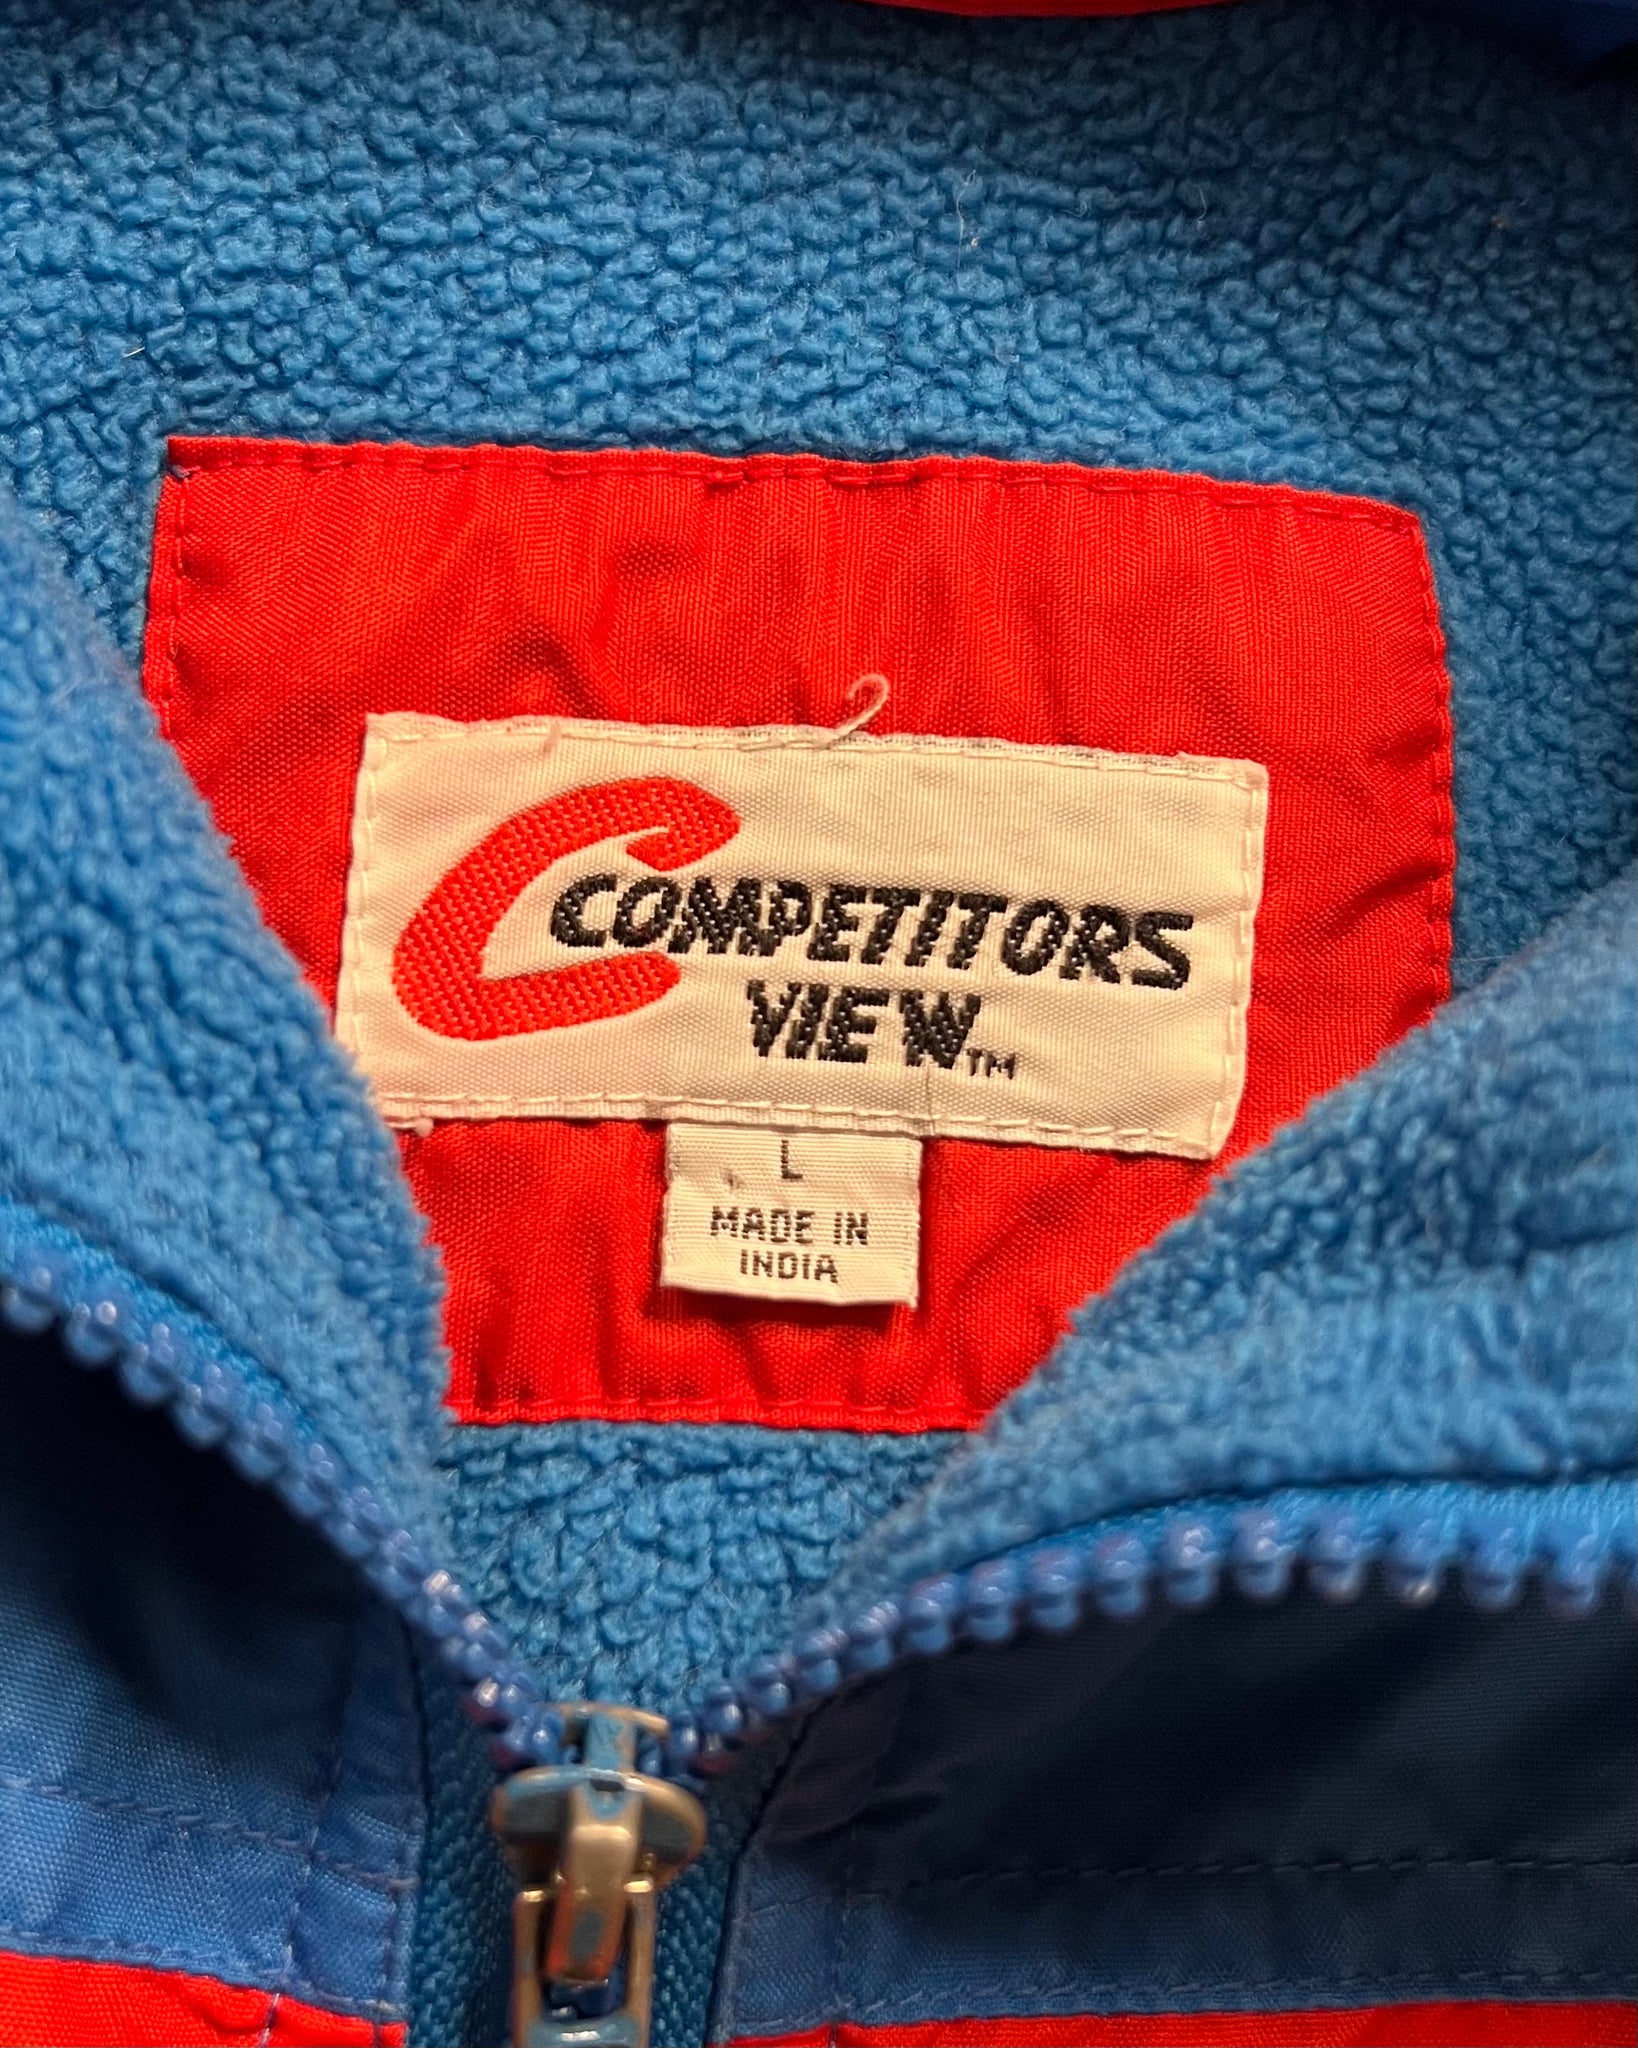 COMPETITORS
VIEW™
L
MADE IN
INDIA